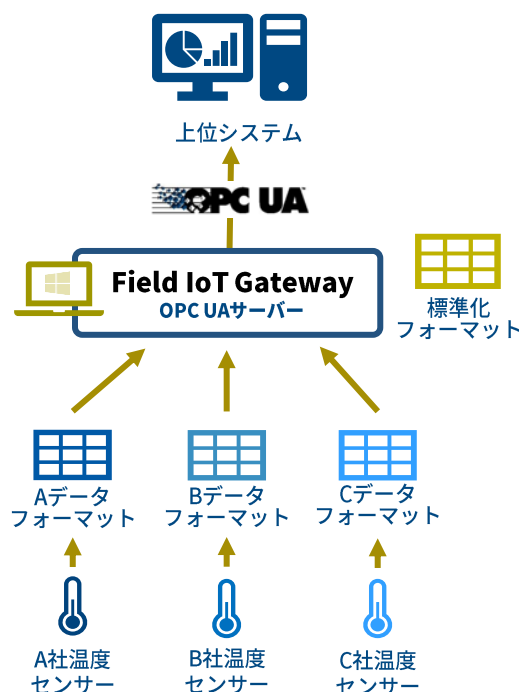 上位システム
OPC UA
Field IoT Gateway
OPC UAサーバー
標準化
フォーマット
Aデータ
フォーマット
Bデータ
フォーマット
Cデータ
フォーマット
A社温度
センサー
B社温度
センサー
C社温度
センサー